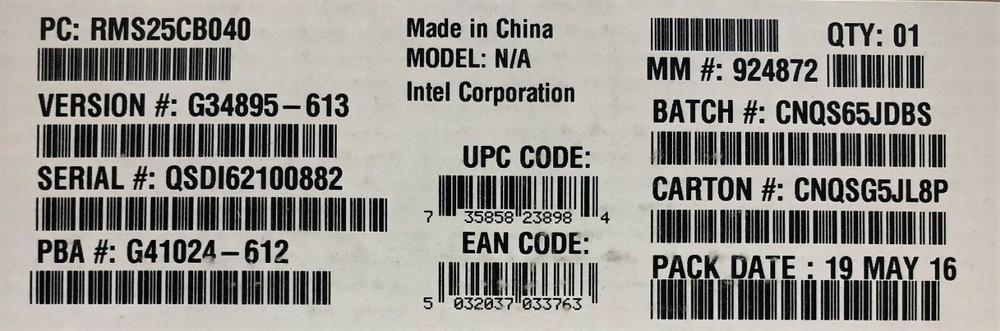 PC: RMS25CB040
VERSION #: G34895-613
SERIAL #: QSDI62100882
PBA #: G41024-612
Made in China
MODEL: N/A
Intel Corporation
UPC CODE:
7 35858 23898 4
EAN CODE:
5 032037 033763
QTY: 01
MM #: 924872
BATCH #: CNQS65JDBS
CARTON #: CNQSG5JL8P
PACK DATE : 19 MAY 16